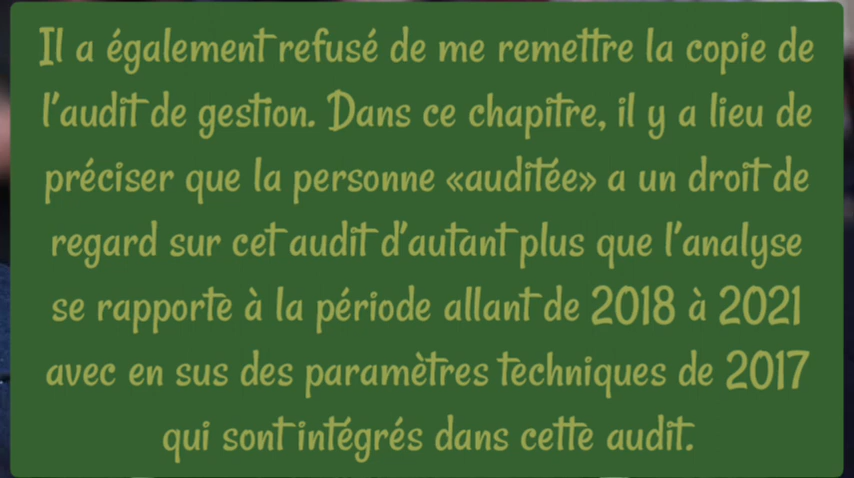 Il a également refusé de me remettre la copie de
l'audit de gestion. Dans ce chapitre, il y a lieu de
préciser que la personne «auditée» a un droit de
regard sur cet audit d'autant plus que l'analyse
se rapporte à la période allant de 2018 à 2021
avec en sus des paramètres techniques de 2017
qui sont intégrés dans cette audit.